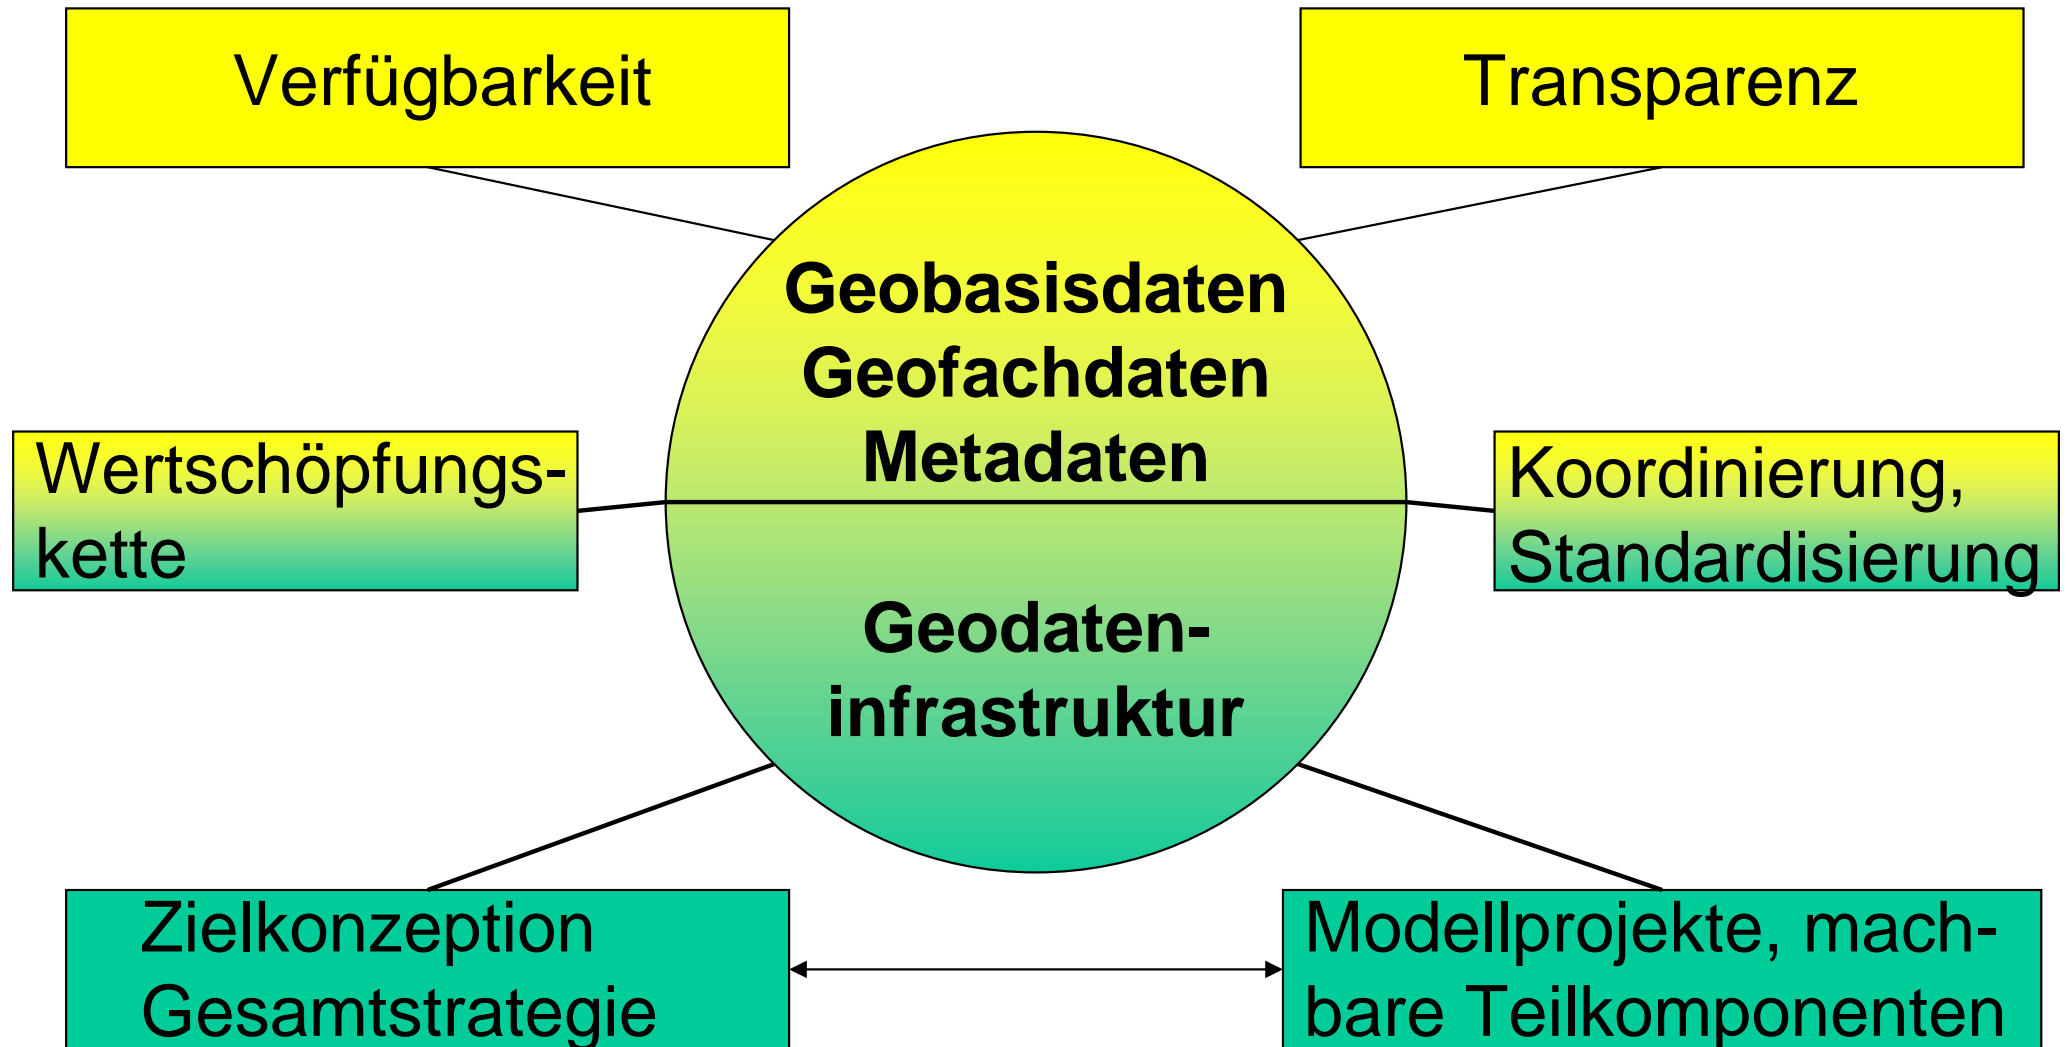 Verfügbarkeit
Transparenz
Geobasisdaten
Geofachdaten
Metadaten
Wertschöpfungs-
kette
Koordinierung,
Standardisierung
Geodaten-
infrastruktur
Zielkonzeption
Gesamtstrategie
Modellprojekte, mach-
bare Teilkomponenten